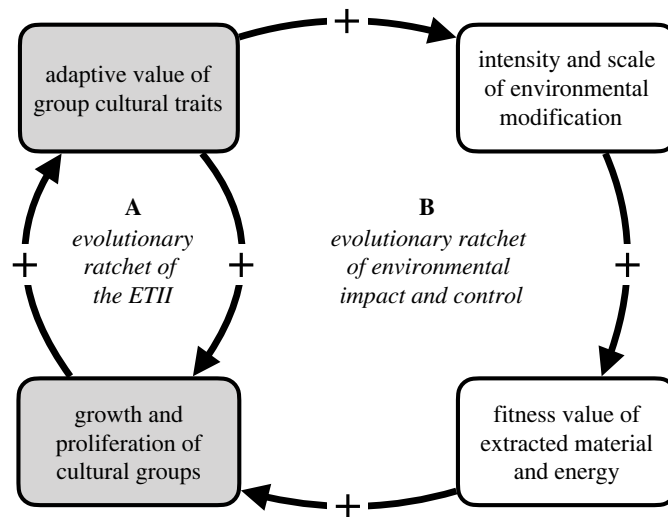 +
adaptive value of
group cultural traits
intensity and scale
of environmental
modification
A
evolutionary
ratchet of
the ETII
B
evolutionary ratchet
of environmental
impact and control
+
+
+
growth and
proliferation of
cultural groups
fitness value of
extracted material
and energy
+